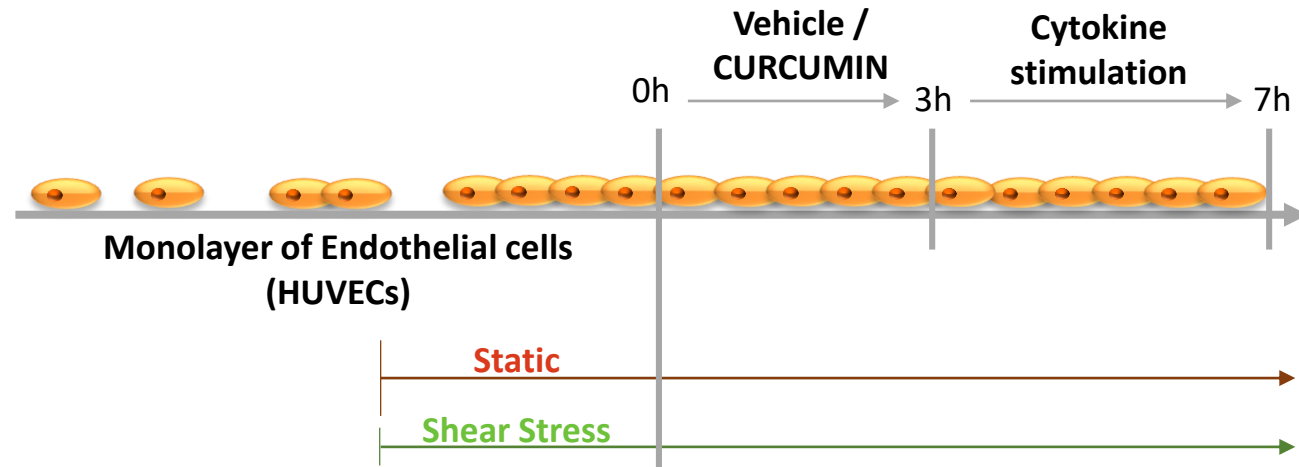 Vehicle /
CURCUMIN
Cytokine
stimulation
0h
3h
7h
Monolayer of Endothelial cells
(HUVECs)
Static
Shear Stress